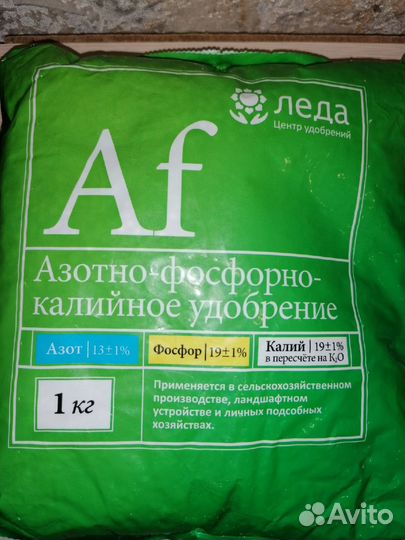 леда
Центр удобрений
Af
Азотно-фосфорно-
калийное удобрение
Азот | 13±1%
Фосфор | 19±1%
Калий | 19±1%
в пересчёте на K₂O
1 кг
Применяется в сельскохозяйственном
производстве, ландшафтном
устройстве и личных подсобных
хозяйствах.
Avito